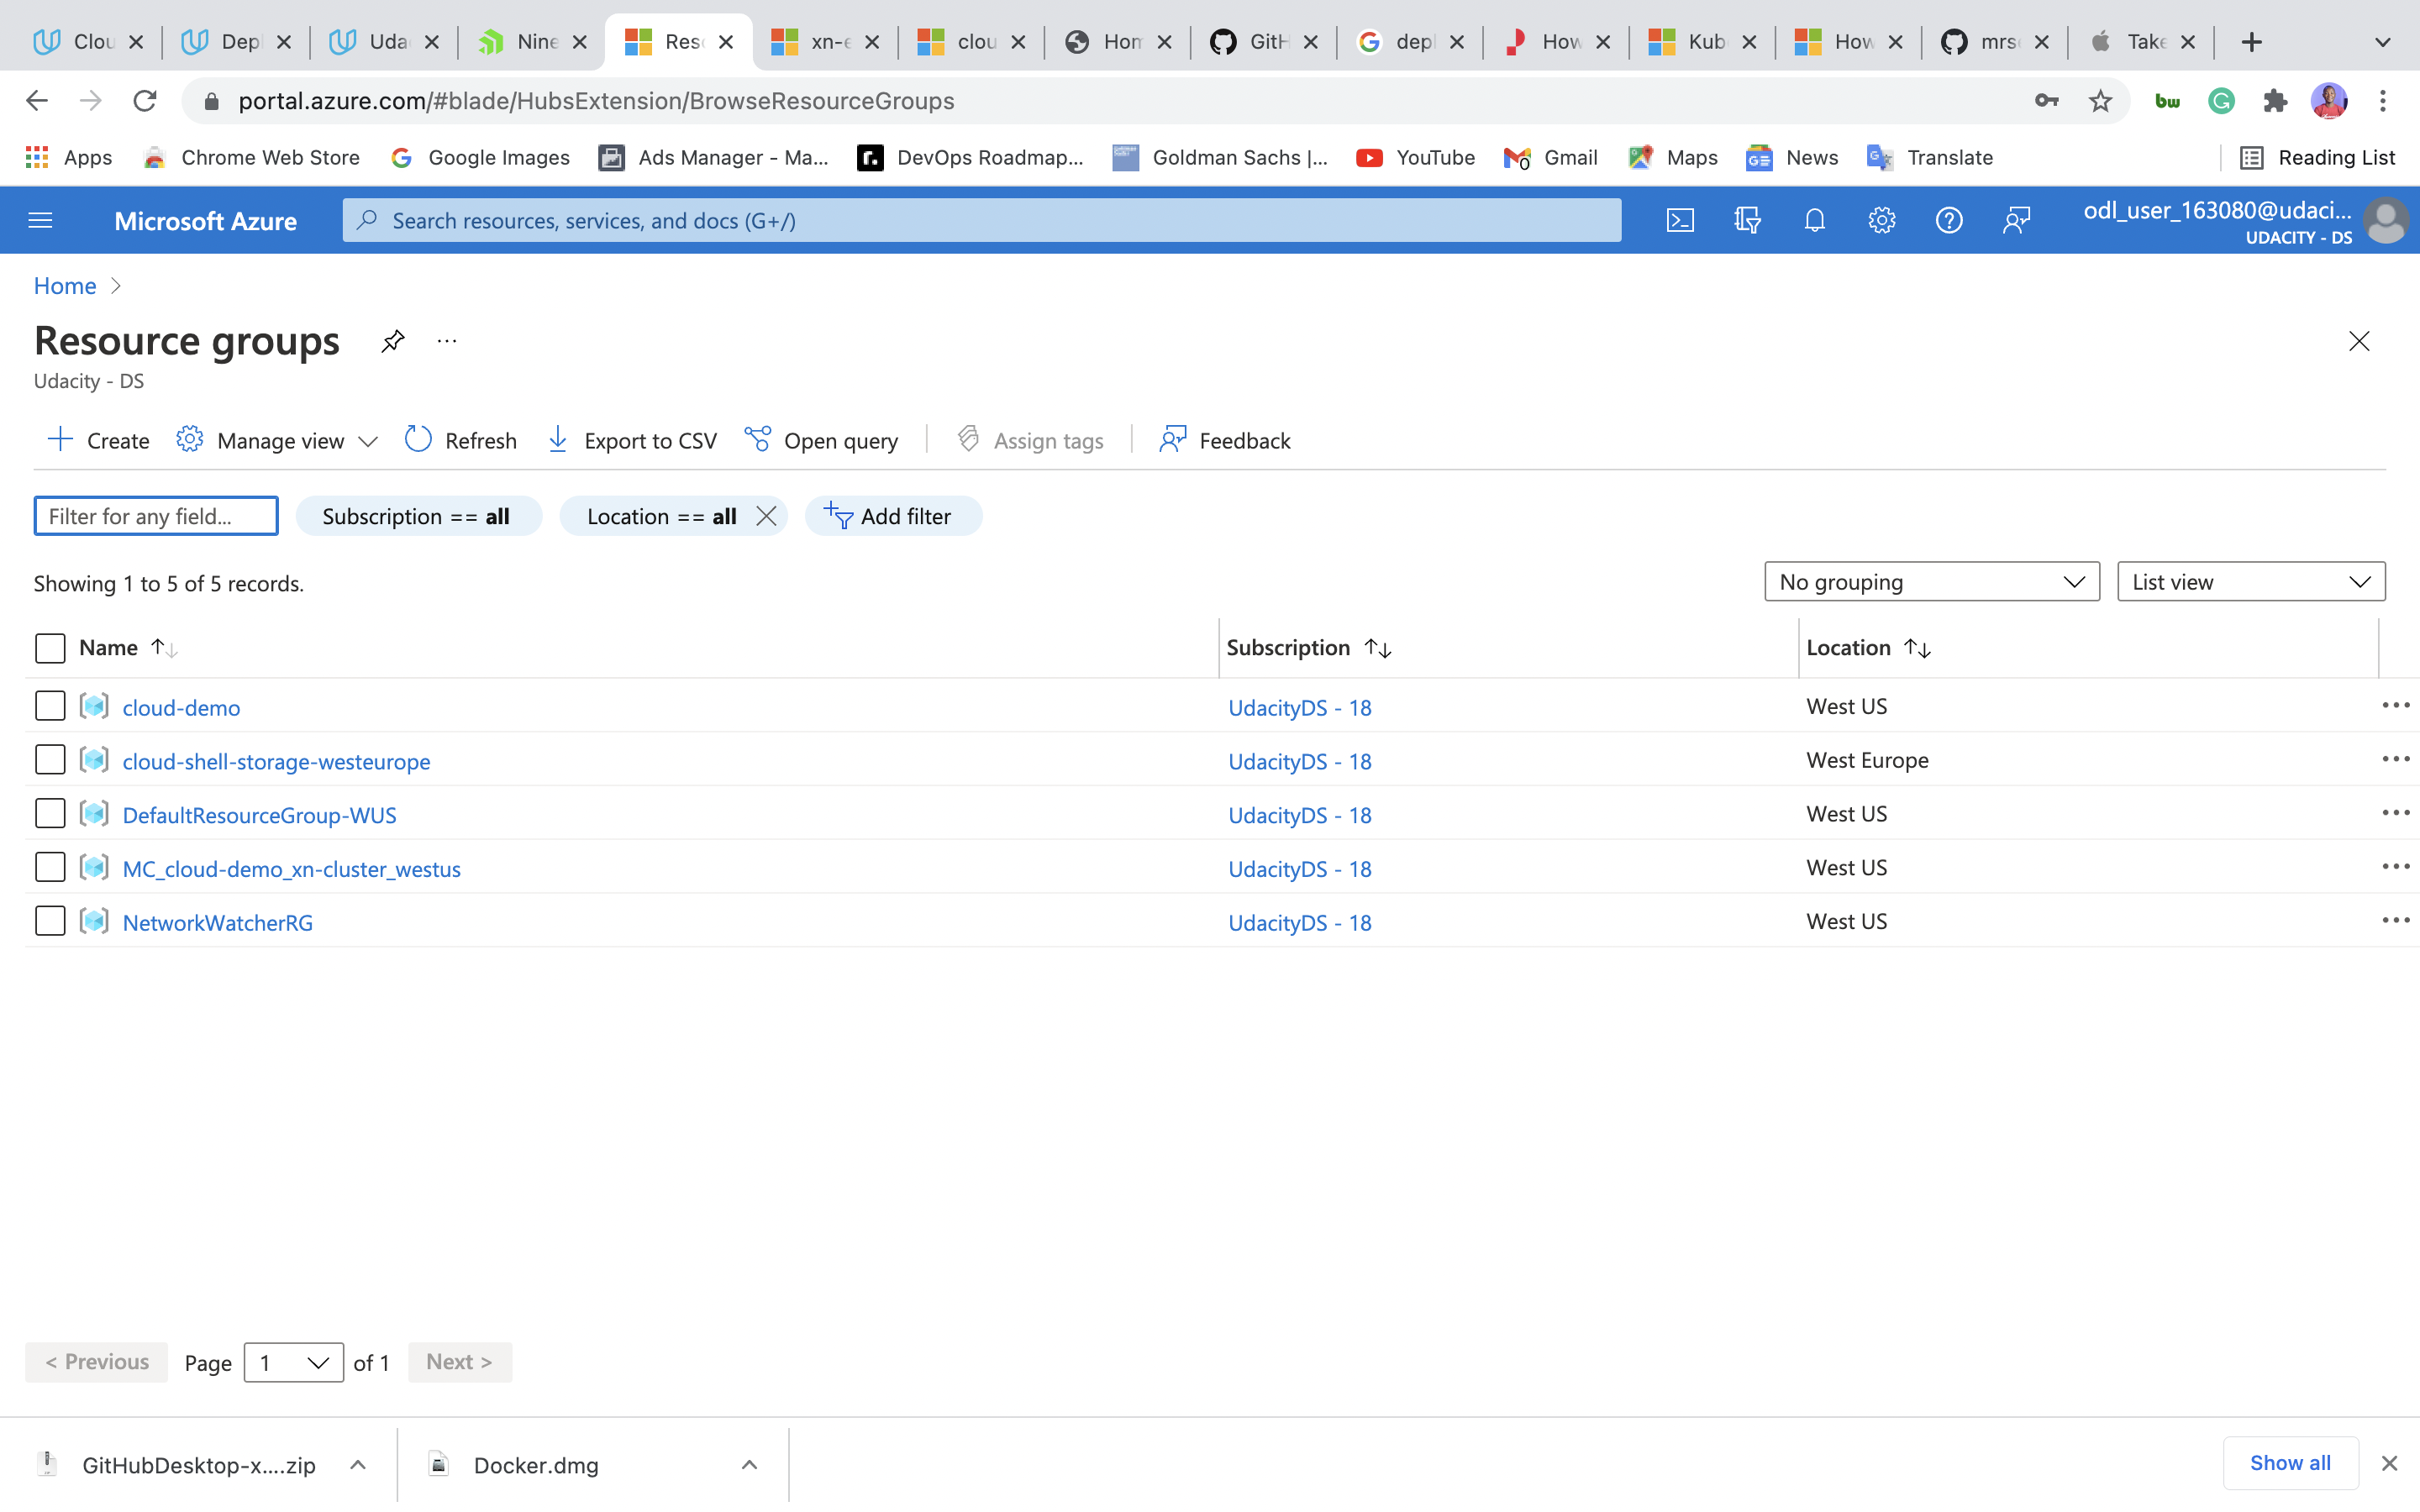 Clou Dep Uda Nine Reso xn-e clou Hom GitH depl How Kub How mrs Take
portal.azure.com/#blade/HubsExtension/BrowseResourceGroups
Apps Chrome Web Store Google Images Ads Manager - Ma... DevOps Roadmap... Goldman Sachs |... YouTube Gmail Maps News Translate Reading List
Microsoft Azure Search resources, services, and docs (G+/) odl_user_163080@udaci...
UDACITY - DS
Home >
Resource groups ...
Udacity - DS
Create Manage view Refresh Export to CSV Open query Assign tags Feedback
Filter for any field... Subscription == all Location == all Add filter
Showing 1 to 5 of 5 records. No grouping List view
Name Subscription Location
cloud-demo UdacityDS - 18 West US
cloud-shell-storage-westeurope UdacityDS - 18 West Europe
DefaultResourceGroup-WUS UdacityDS - 18 West US
MC_cloud-demo_xn-cluster_westus UdacityDS - 18 West US
NetworkWatcherRG UdacityDS - 18 West US
< Previous Page 1 of 1 Next >
GitHubDesktop-x....zip Docker.dmg Show all